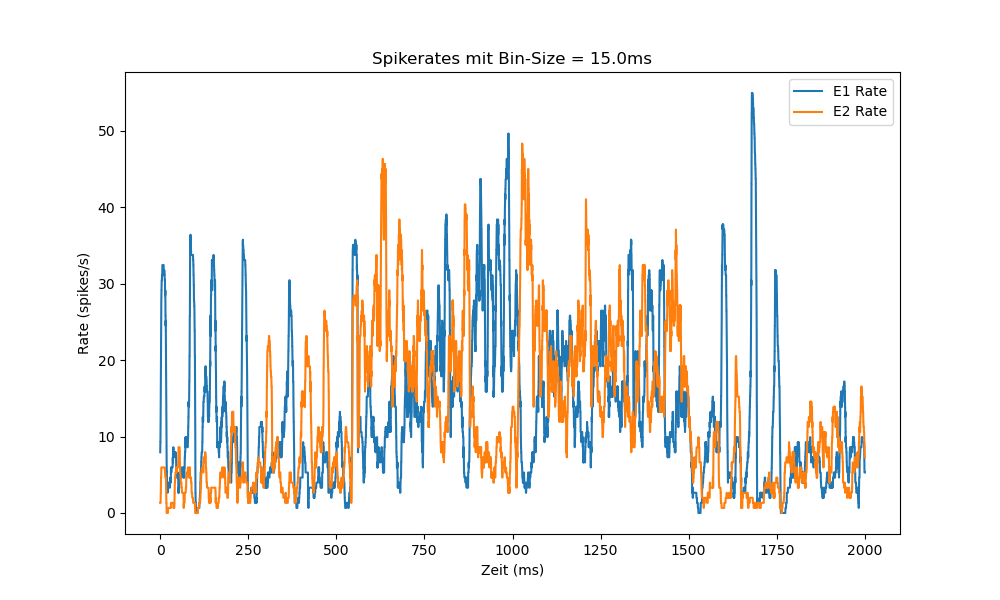 Spikerates mit Bin-Size = 15.0ms
E1 Rate
E2 Rate
Rate (spikes/s)
50
40
30
20
10
0
0 250 500 750 1000 1250 1500 1750 2000
Zeit (ms)